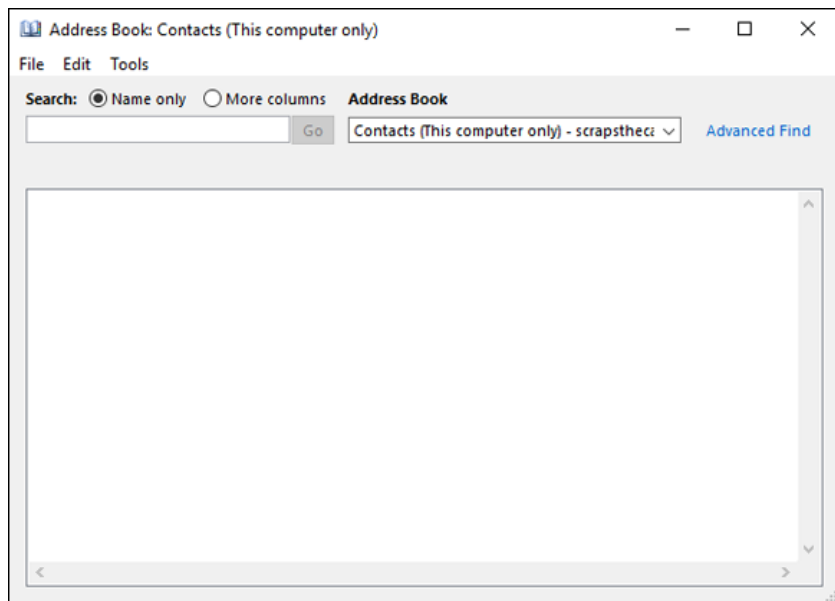 Address Book: Contacts (This computer only)
File Edit Tools
Search: Name only More columns Address Book
Go Contacts (This computer only) - scrapstheca Advanced Find